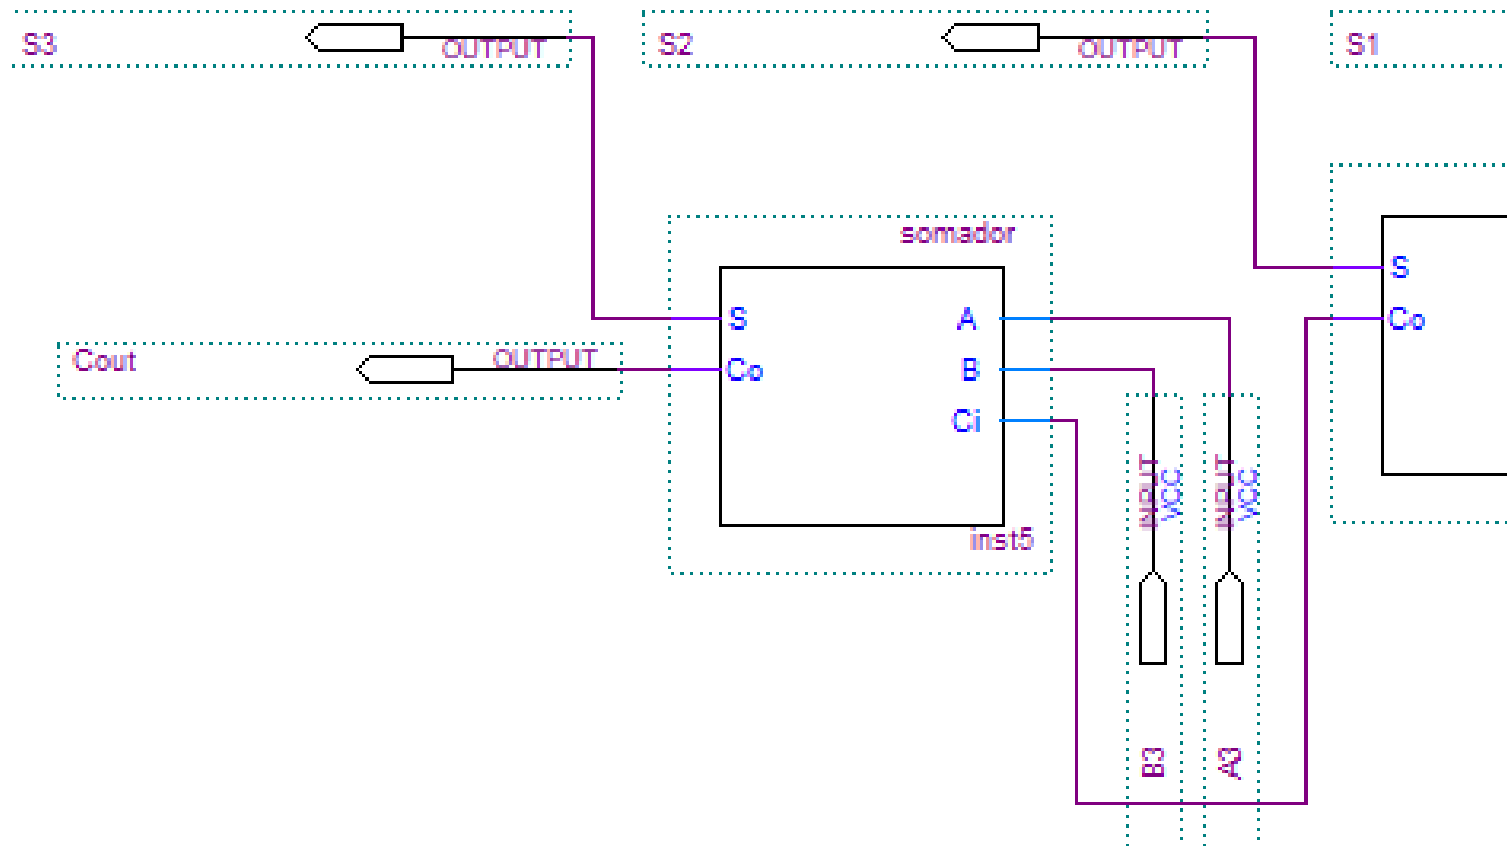 S3
OUTPUT
S2
OUTPUT
S1
somador
S
A
S
Cout
OUTPUT
Co
B
Co
Ci
INPUT
VCC
INPUT
VCC
inst5
B3
A3